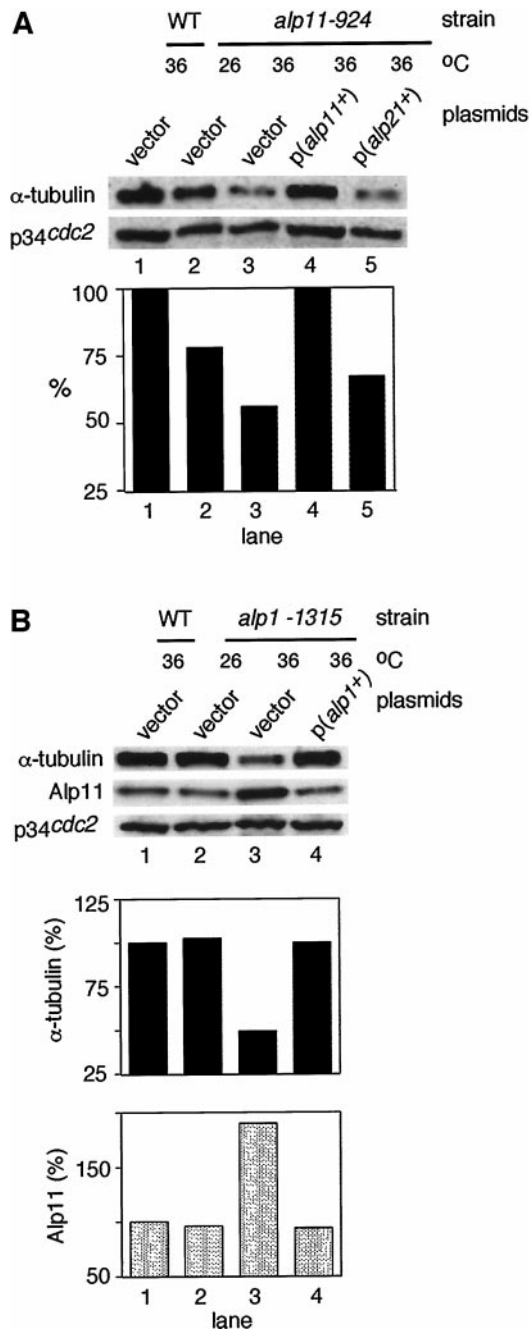 A
WT alp11-924 strain
36 26 36 36 36 ºC
vector vector vector p(alp11+) p(alp21+) plasmids
α-tubulin
p34cdc2
1 2 3 4 5
100
75
%
50
25
1 2 3 4 5
lane
B
WT alp1 -1315 strain
36 26 36 36 ºC
vector vector vector p(alp1+) plasmids
α-tubulin
Alp11
p34cdc2
1 2 3 4
125
α-tubulin (%)
75
25
Alp11 (%)
150
50
1 2 3 4
lane